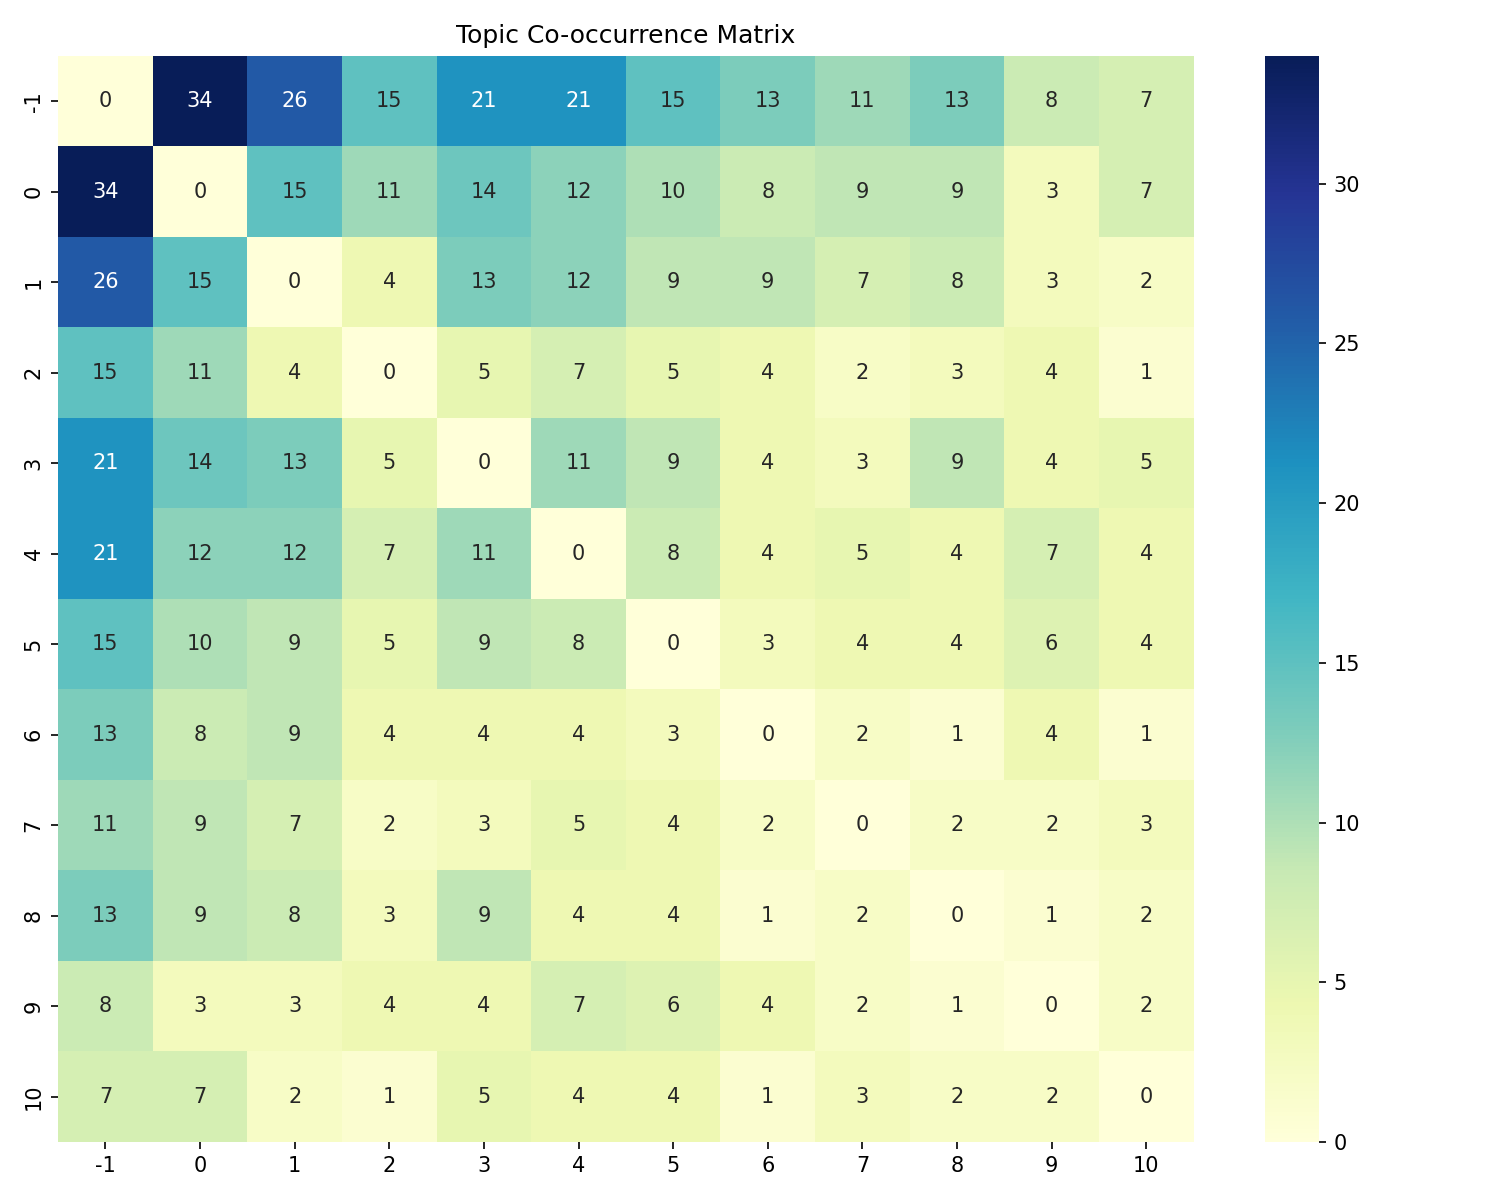 Topic Co-occurrence Matrix
-1 0 34 26 15 21 21 15 13 11 13 8 7
0 34 0 15 11 14 12 10 8 9 9 3 7
1 26 15 0 4 13 12 9 9 7 8 3 2
2 15 11 4 0 5 7 5 4 2 3 4 1
3 21 14 13 5 0 11 9 4 3 9 4 5
4 21 12 12 7 11 0 8 4 5 4 7 4
5 15 10 9 5 9 8 0 3 4 4 6 4
6 13 8 9 4 4 4 3 0 2 1 4 1
7 11 9 7 2 3 5 4 2 0 2 2 3
8 13 9 8 3 9 4 4 1 2 0 1 2
9 8 3 3 4 4 7 6 4 2 1 0 2
10 7 7 2 1 5 4 4 1 3 2 2 0
-1 0 1 2 3 4 5 6 7 8 9 10
30
25
20
15
10
5
0